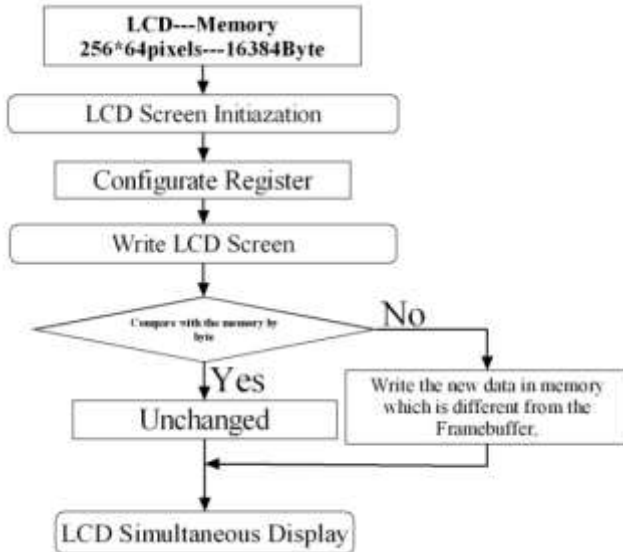 LCD---Memory
256*64pixels---16384Byte
LCD Screen Initiazation
Configurate Register
Write LCD Screen
Compare with the memory by
byte
No
Yes
Write the new data in memory
which is different from the
Framebuffer,
Unchanged
LCD Simultaneous Display